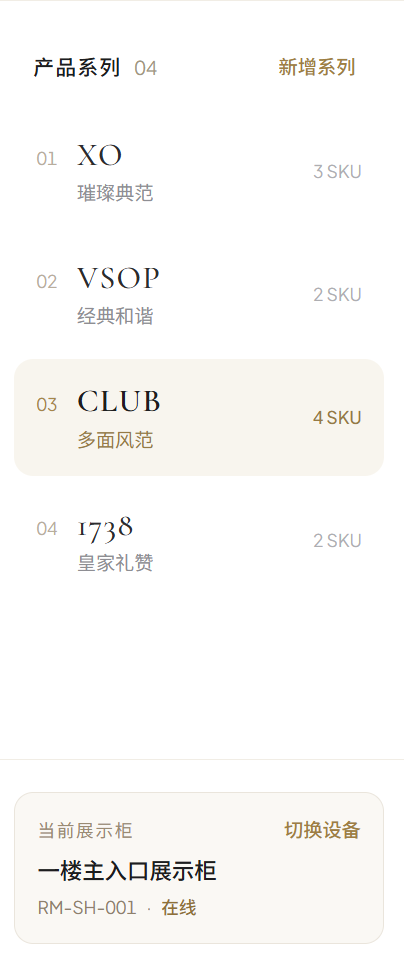 产品系列 04 新增系列
01 XO 3 SKU
璀璨典范
02 VSOP 2 SKU
经典和谐
03 CLUB 4 SKU
多面风范
04 1738 2 SKU
皇家礼赞
当前展示柜 切换设备
一楼主入口展示柜
RM-SH-001 · 在线